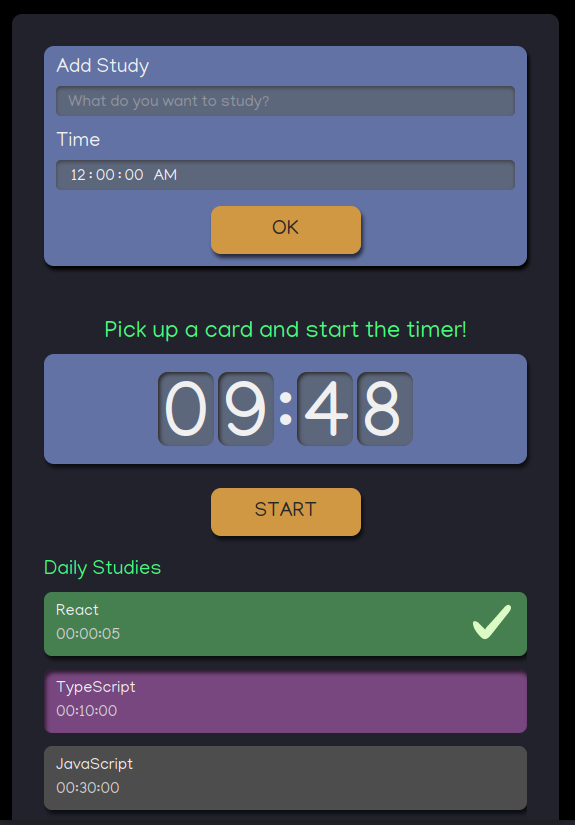 Add Study
What do you want to study?
Time
12:00:00 AM
OK
Pick up a card and start the timer!
09:48
START
Daily Studies
React
00:00:05
TypeScript
00:10:00
JavaScript
00:30:00